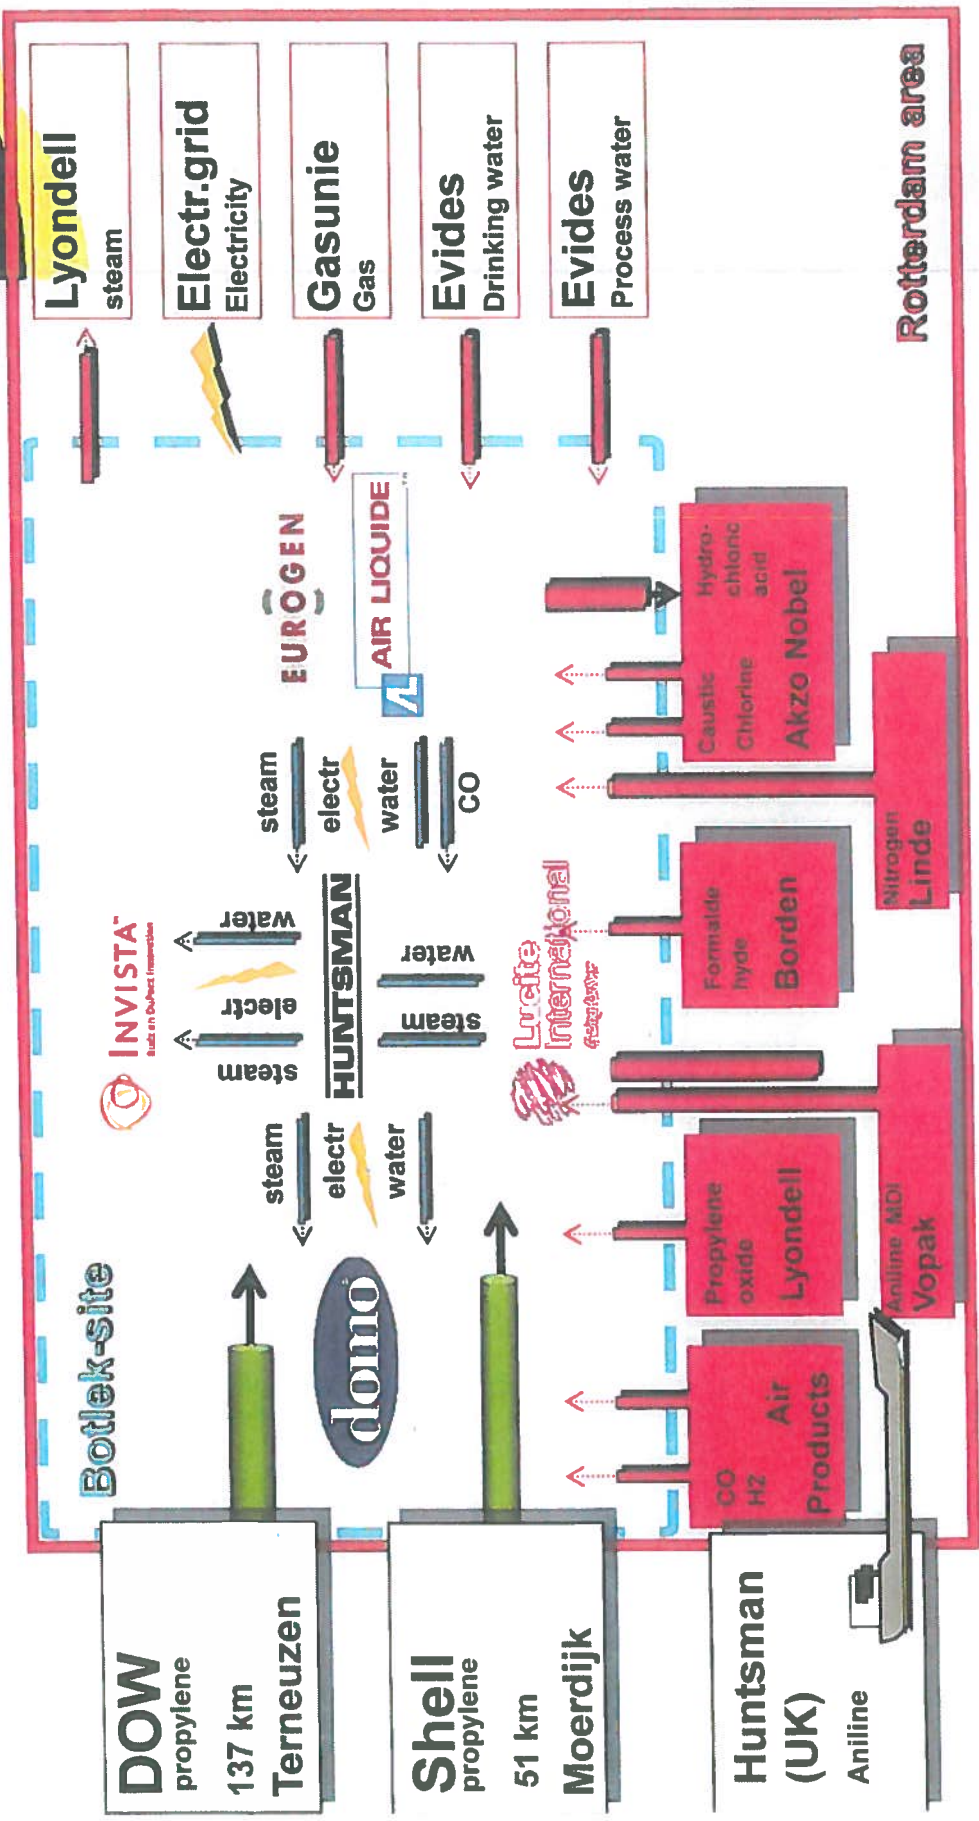 Botlek-site
DOW
propylene
137 km
Terneuzen
Shell
propylene
51 km
Moerdijk
Huntsman
(UK)
Aniline
domo
steam
electr
water
INVISTA™
steam
electr
water
HUNTSMAN
steam
water
steam
electr
water
CO
EUROGEN
AIR LIQUIDE™
Lucite
International
Lyondell
steam
Electr.grid
Electricity
Gasunie
Gas
Evides
Drinking water
Evides
Process water
CO
H2
Air
Products
Propylene
oxide
Lyondell
Aniline MDI
Vopak
Formalde
hyde
Borden
Nitrogen
Linde
Caustic
Chlorine
Hydro-
chloric
acid
Akzo Nobel
Rotterdam area